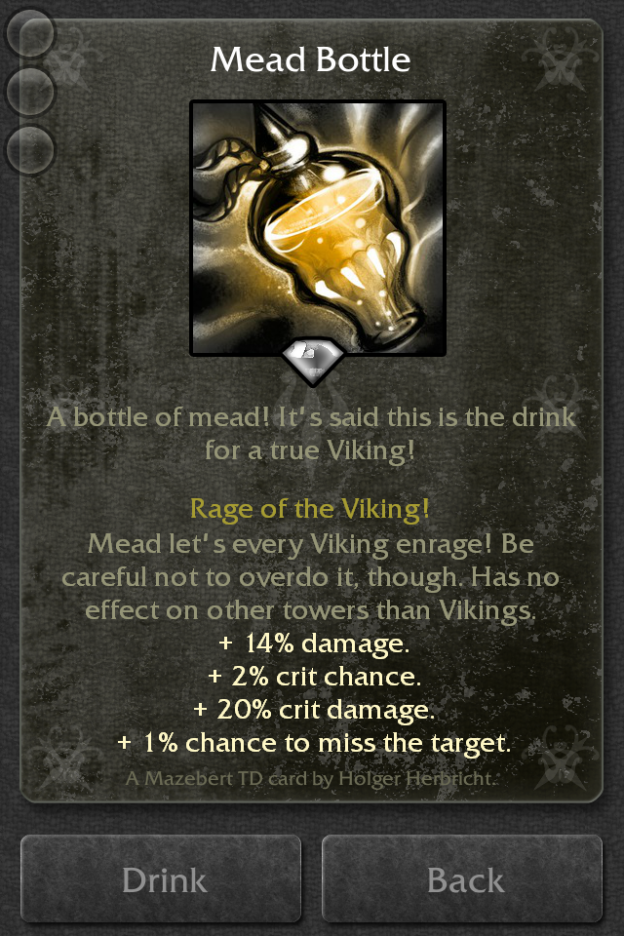 Mead Bottle
A bottle of mead! It's said this is the drink
for a true Viking!
Rage of the Viking!
Mead let's every Viking enrage! Be
careful not to overdo it, though. Has no
effect on other towers than Vikings.
+ 14% damage.
+ 2% crit chance.
+ 20% crit damage.
+ 1% chance to miss the target.
A Mazebert TD card by Holger Herbricht.
Drink
Back